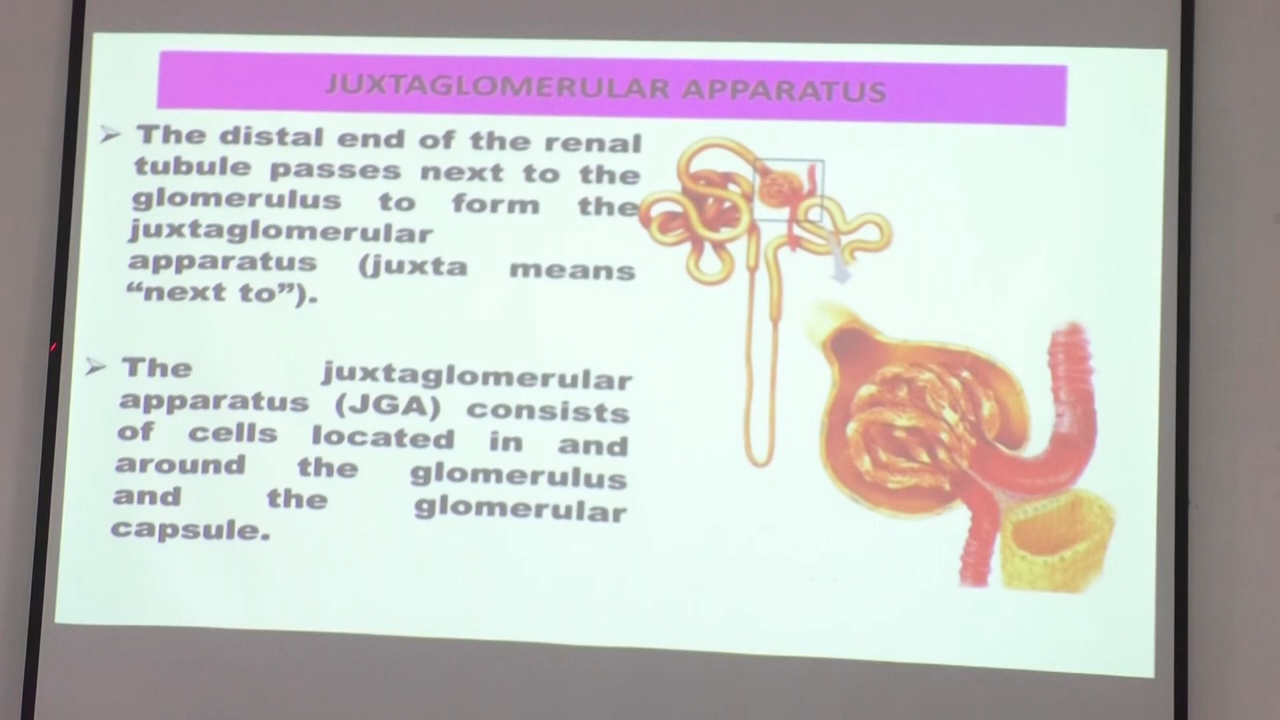 JUXTAGLOMERULAR APPARATUS
➢ The distal end of the renal
tubule passes next to the
glomerulus to form the
juxtaglomerular
apparatus (juxta means
“next to”).
➢ The juxtaglomerular
apparatus (JGA) consists
of cells located in and
around the glomerulus
and the glomerular
capsule.